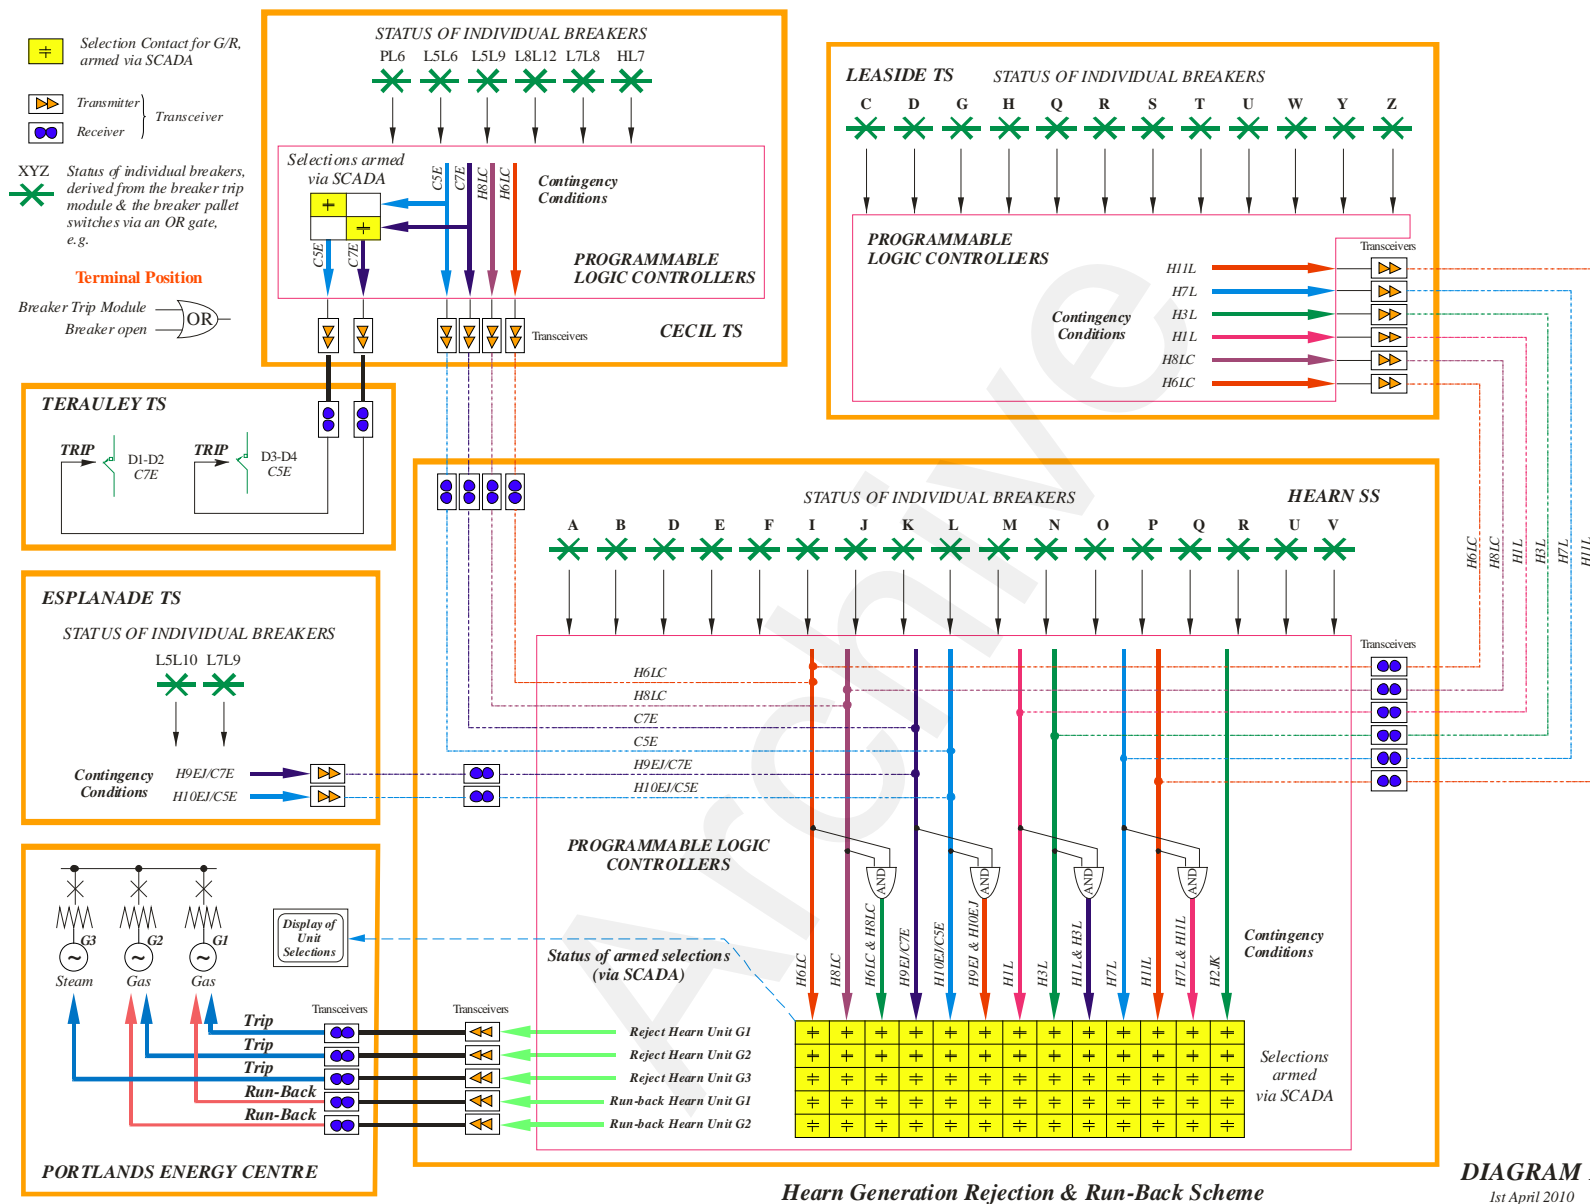 Selection Contact for G/R,
armed via SCADA
Transmitter
Receiver
Transceiver
XYZ
Status of individual breakers,
derived from the breaker trip
module & the breaker pallet
switches via an OR gate,
e.g.
Terminal Position
Breaker Trip Module
Breaker open
OR
STATUS OF INDIVIDUAL BREAKERS
PL6 L5L6 L5L9 L8L12 L7L8 HL7
Selections armed
via SCADA
C5E
C7E
H8LC
H6LC
Contingency
Conditions
C5E
C7E
PROGRAMMABLE
LOGIC CONTROLLERS
Transceivers
CECIL TS
LEASIDE TS
STATUS OF INDIVIDUAL BREAKERS
C D G H Q R S T U W Y Z
PROGRAMMABLE
LOGIC CONTROLLERS
Transceivers
Contingency
Conditions
H11L
H7L
H3L
H1L
H8LC
H6LC
TERAULEY TS
TRIP
D1-D2
C7E
TRIP
D3-D4
C5E
STATUS OF INDIVIDUAL BREAKERS
HEARN SS
A B D E F I J K L M N O P Q R U V
H6LC
H8LC
H1L
H3L
H7L
H11L
Transceivers
H6LC
H8LC
C7E
C5E
H9EJ/C7E
H10EJ/C5E
ESPLANADE TS
STATUS OF INDIVIDUAL BREAKERS
L5L10 L7L9
Contingency
Conditions
H9EJ/C7E
H10EJ/C5E
PROGRAMMABLE LOGIC
CONTROLLERS
AND
AND
AND
AND
H6LC
H8LC
H6LC & H8LC
H9EJ/C7E
H10EJ/C5E
H9EJ & H10EJ
H1L
H3L
H1L & H3L
H7L
H11L
H7L & H11L
H2JK
Contingency
Conditions
Status of armed selections
(via SCADA)
Selections
armed
via SCADA
G3
G2
G1
Steam
Gas
Gas
Display of
Unit
Selections
Transceivers
Transceivers
Trip
Trip
Trip
Run-Back
Run-Back
Reject Hearn Unit G1
Reject Hearn Unit G2
Reject Hearn Unit G3
Run-back Hearn Unit G1
Run-back Hearn Unit G2
PORTLANDS ENERGY CENTRE
Archive
Hearn Generation Rejection & Run-Back Scheme
DIAGRAM
1st April 2010